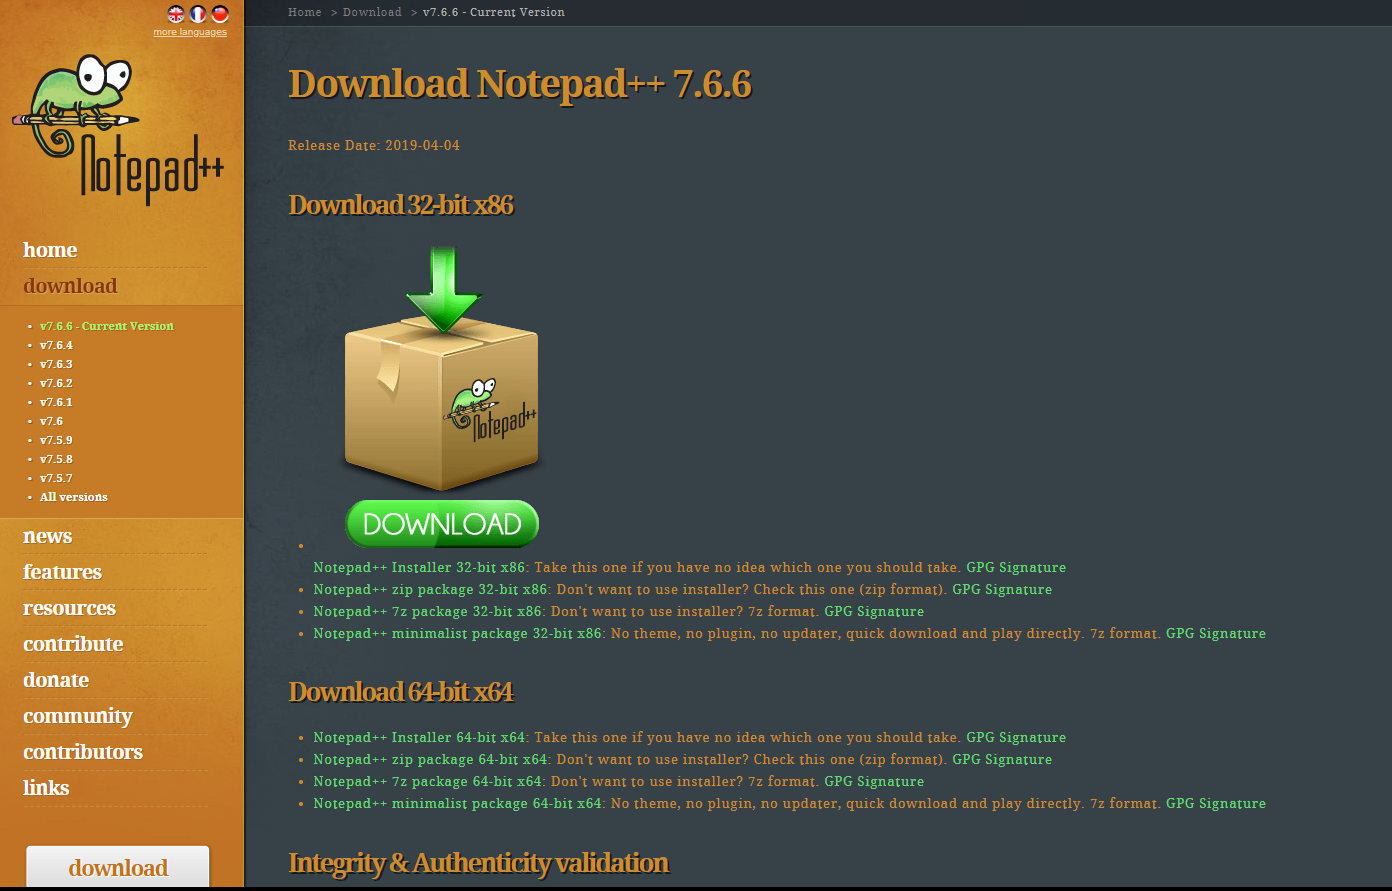 more languages
Notepad++
home
download
v7.6.6 - Current Version
v7.6.4
v7.6.3
v7.6.2
v7.6.1
v7.6
v7.5.9
v7.5.8
v7.5.7
All versions
news
features
resources
contribute
donate
community
contributors
links
download
Home > Download > v7.6.6 - Current Version
Download Notepad++ 7.6.6
Release Date: 2019-04-04
Download 32-bit x86
Notepad++
DOWNLOAD
Notepad++ Installer 32-bit x86: Take this one if you have no idea which one you should take. GPG Signature
Notepad++ zip package 32-bit x86: Don't want to use installer? Check this one (zip format). GPG Signature
Notepad++ 7z package 32-bit x86: Don't want to use installer? 7z format. GPG Signature
Notepad++ minimalist package 32-bit x86: No theme, no plugin, no updater, quick download and play directly. 7z format. GPG Signature
Download 64-bit x64
Notepad++ Installer 64-bit x64: Take this one if you have no idea which one you should take. GPG Signature
Notepad++ zip package 64-bit x64: Don't want to use installer? Check this one (zip format). GPG Signature
Notepad++ 7z package 64-bit x64: Don't want to use installer? 7z format. GPG Signature
Notepad++ minimalist package 64-bit x64: No theme, no plugin, no updater, quick download and play directly. 7z format. GPG Signature
Integrity & Authenticity validation